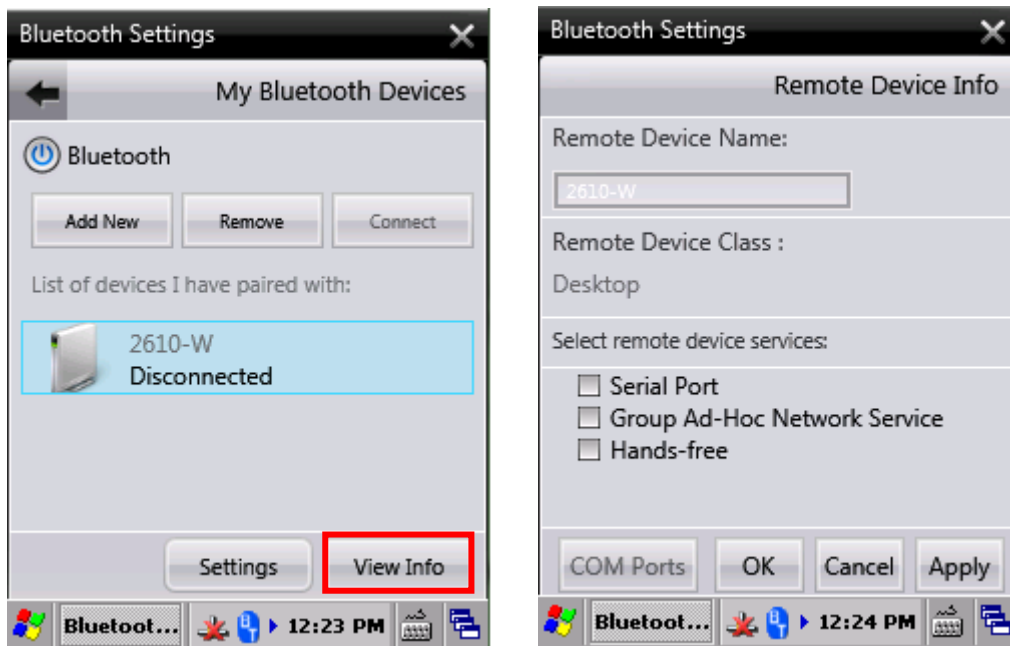 Bluetooth Settings
My Bluetooth Devices
Bluetooth
Add New Remove Connect
List of devices I have paired with:
2610-W
Disconnected
Settings View Info
Bluetoot... 12:23 PM
Bluetooth Settings
Remote Device Info
Remote Device Name:
2610-W
Remote Device Class :
Desktop
Select remote device services:
Serial Port
Group Ad-Hoc Network Service
Hands-free
COM Ports OK Cancel Apply
Bluetoot... 12:24 PM